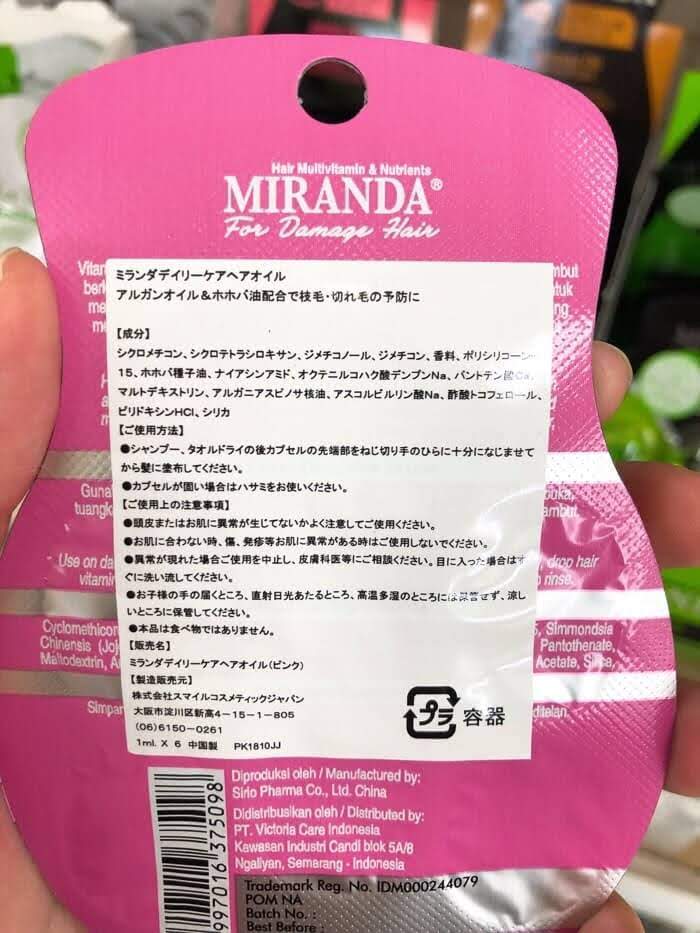 Hair Multivitamin & Nutrients
MIRANDA®
For Damage Hair
ミランダデイリーケアヘアオイル
アルガンオイル&ホホバ油配合で枝毛・切れ毛の予防に
【成分】
シクロメチコン、シクロテトラシロキサン、ジメチコノール、ジメチコン、香料、ポリシリコーン-
15、ホホバ種子油、ナイアシンアミド、オクテニルコハク酸デンプンNa、パントテン酸Ca、
マルトデキストリン、アルガニアスピノサ核油、アスコルビルリン酸Na、酢酸トコフェロール、
ピリドキシンHCl、シリカ
【ご使用方法】
●シャンプー、タオルドライの後カプセルの先端部をねじ切り手のひらに十分になじませて
から髪に塗布してください。
●カプセルが固い場合はハサミをお使いください。
【ご使用上の注意事項】
●頭皮またはお肌に異常が生じてないかよく注意してご使用ください。
●お肌に合わない時、傷、発疹等お肌に異常がある時はご使用しないでください。
●異常が現れた場合ご使用を中止し、皮膚科医等にご相談ください。目に入った場合はす
ぐに洗い流してください。
●お子様の手の届くところ、直射日光あたるところ、高温多湿のところには保管せず、涼し
いところに保管してください。
●本品は食べ物ではありません。
【販売名】
ミランダデイリーケアヘアオイル(ピンク)
【製造販売元】
株式会社スマイルコスメティックジャパン
大阪市淀川区新高4-15-1-805
(06)6150-0261
1ml. X 6 中国製 PK1810JJ
プラ 容器
Use on
drop hair
rinse.
Simmondsia
Chinensis
Pantothenate,
Acetate, Silica,
Diproduksi oleh / Manufactured by:
Sirio Pharma Co., Ltd. China
Didistribusikan oleh / Distributed by:
PT. Victoria Care Indonesia
Kawasan Industri Candi blok 5A/8
Ngaliyan, Semarang - Indonesia
997016 375098
Trademark Reg. No. IDM000244079
POM NA
Batch No. :
Best Before :